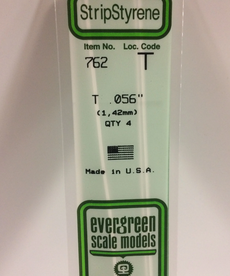 StripStyrene
Item No. Loc. Code
762 T
T .056"
(1,42mm)
QTY 4
Made in U.S.A.
evergreen
scale models